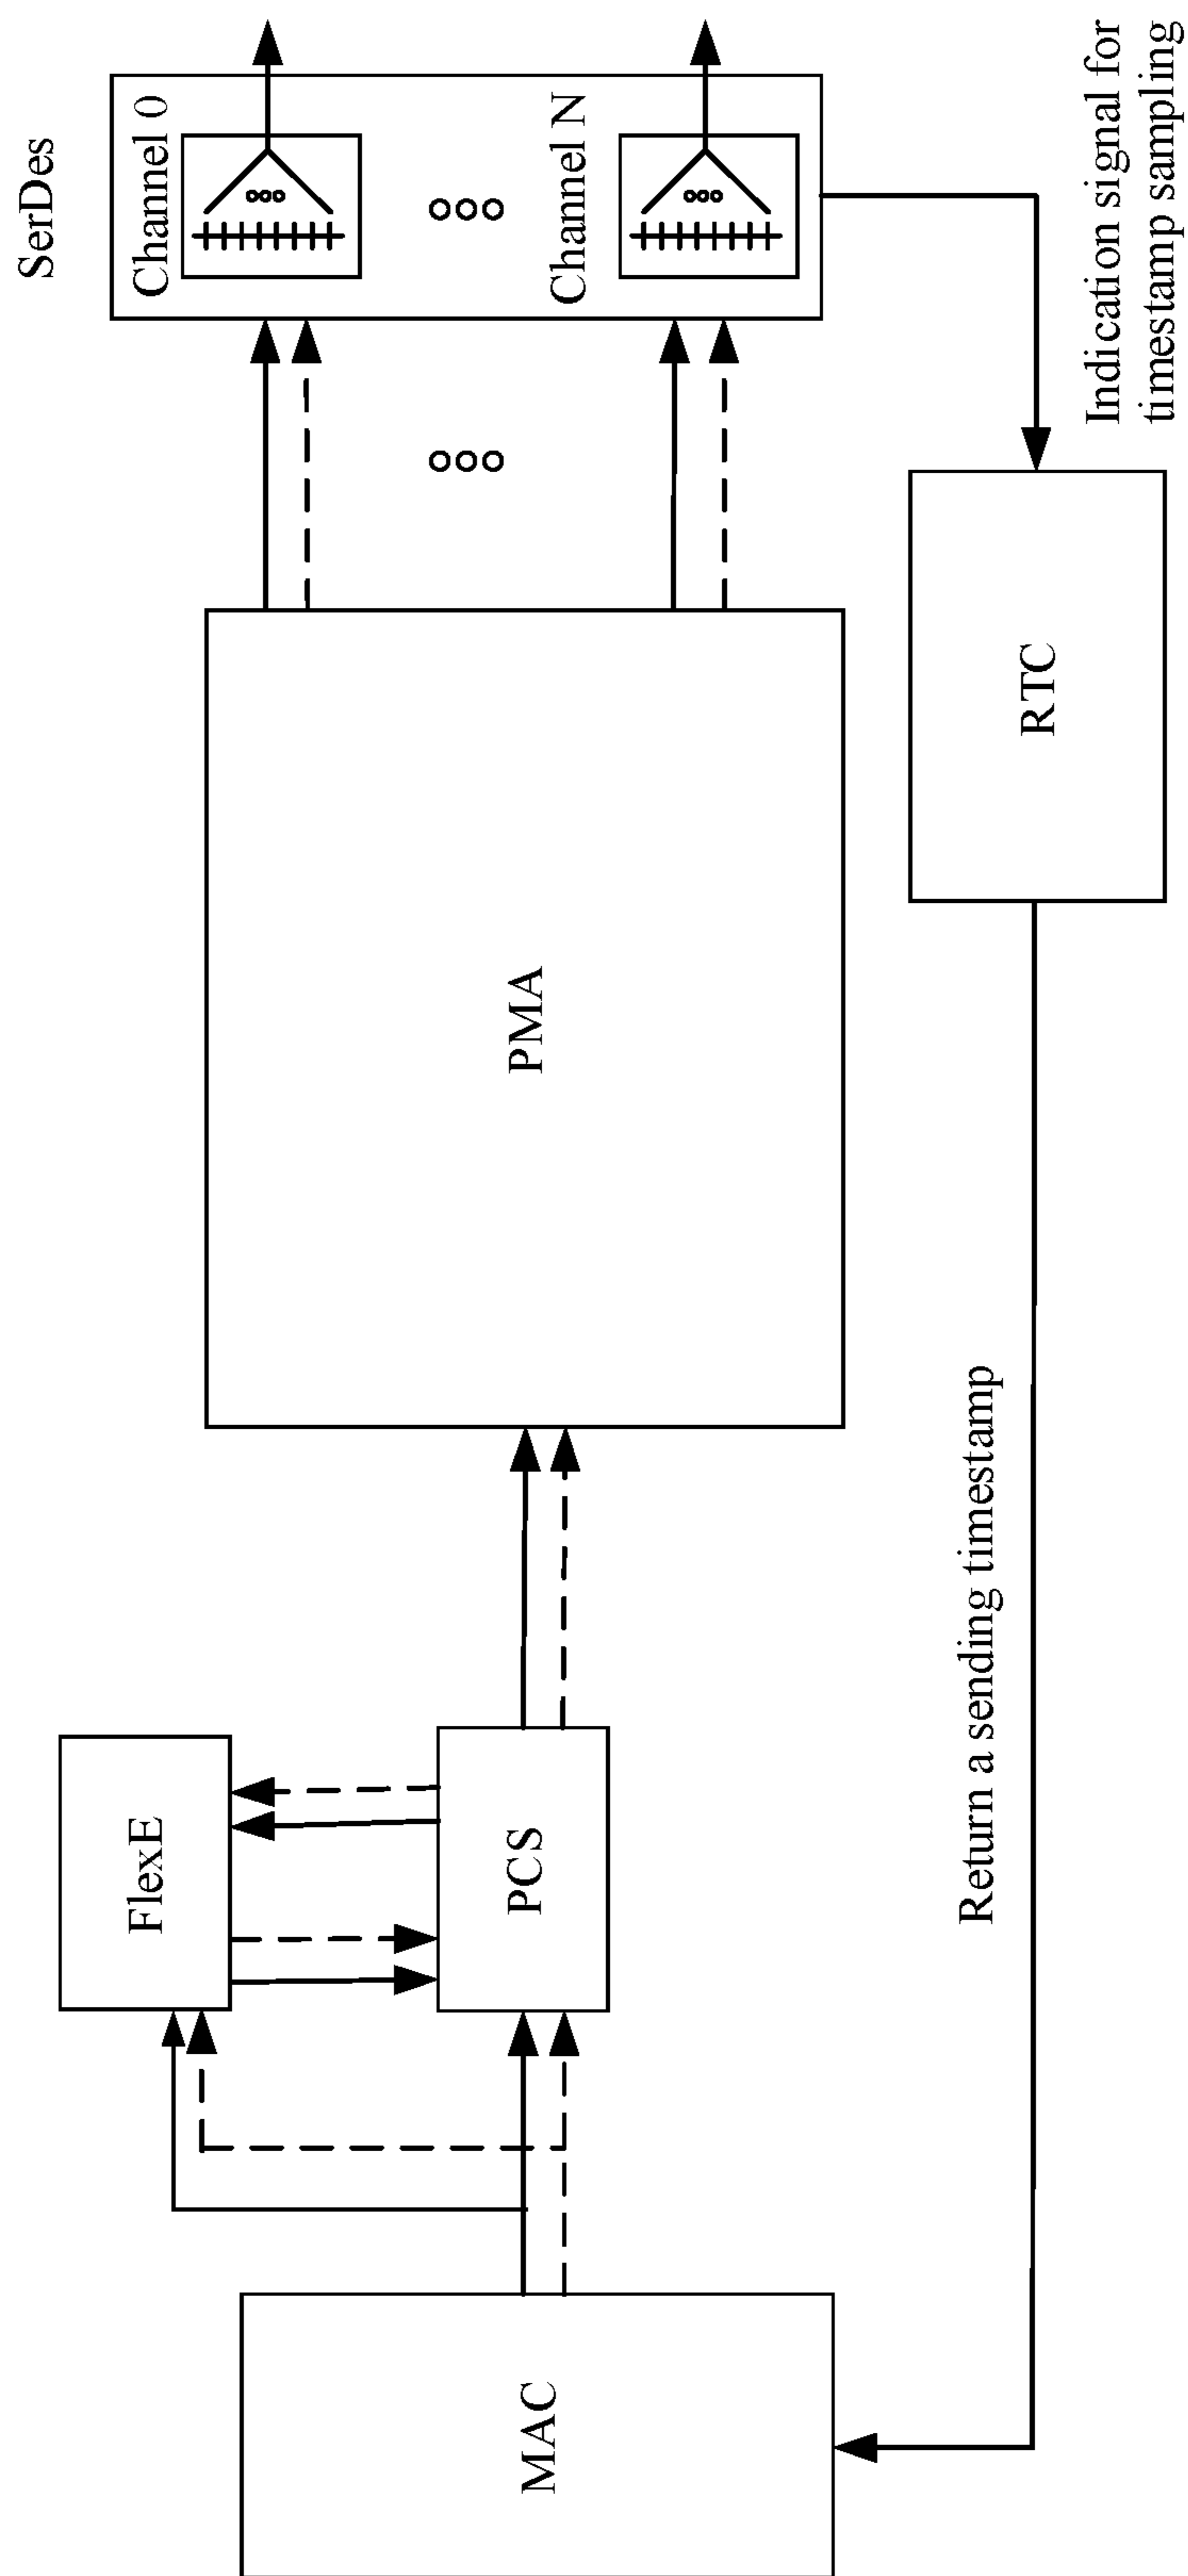 SerDes
Channel 0
Channel N
Indication signal for
timestamp sampling
PMA
RTC
FlexE
PCS
Return a sending timestamp
MAC